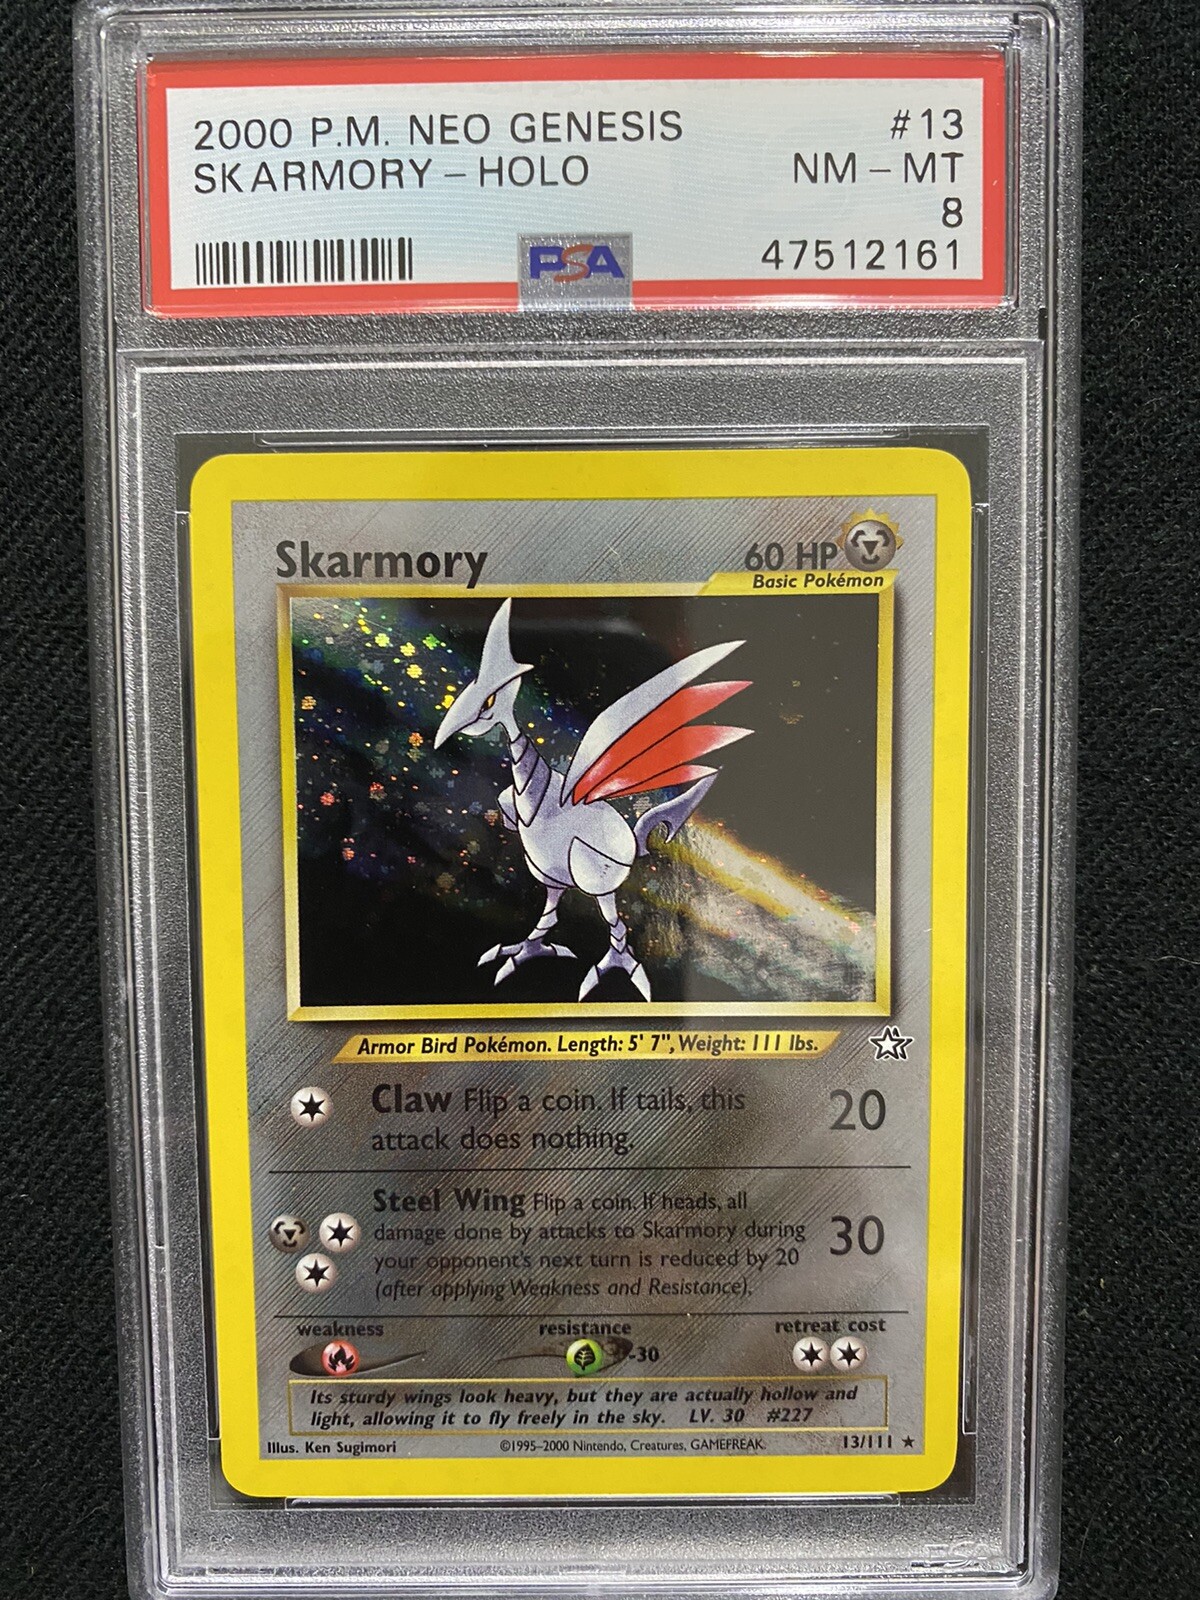 2000 P.M. NEO GENESIS #13
SKARMORY - HOLO NM - MT
8
PSA 47512161
Skarmory 60 HP
Basic Pokémon
Armor Bird Pokémon. Length: 5' 7", Weight: 111 lbs.
Claw Flip a coin. If tails, this 20
attack does nothing.
Steel Wing Flip a coin. If heads, all
damage done by attacks to Skarmory during 30
your opponent's next turn is reduced by 20
(after applying Weakness and Resistance).
weakness resistance retreat cost
-30
Its sturdy wings look heavy, but they are actually hollow and
light, allowing it to fly freely in the sky. LV. 30 #227
Illus. Ken Sugimori ©1995-2000 Nintendo, Creatures, GAMEFREAK. 13/111 ★